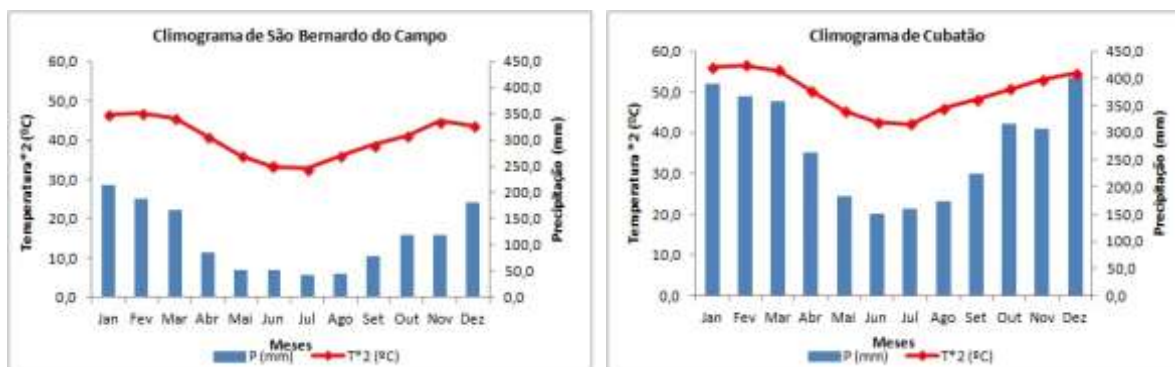 Climograma de São Bernardo do Campo
Temperatura*2 (ºC)
60,0
50,0
40,0
30,0
20,0
10,0
0,0
450,0
400,0
350,0
300,0
250,0
200,0
150,0
100,0
50,0
0,0
Precipitação (mm)
Jan Fev Mar Abr Mai Jun Jul Ago Set Out Nov Dez
Meses
P (mm) T*2 (ºC)
Climograma de Cubatão
Temperatura*2 (ºC)
60,0
50,0
40,0
30,0
20,0
10,0
0,0
450,0
400,0
350,0
300,0
250,0
200,0
150,0
100,0
50,0
0,0
Precipitação (mm)
Jan Fev Mar Abr Mai Jun Jul Ago Set Out Nov Dez
Meses
P (mm) T*2 (ºC)